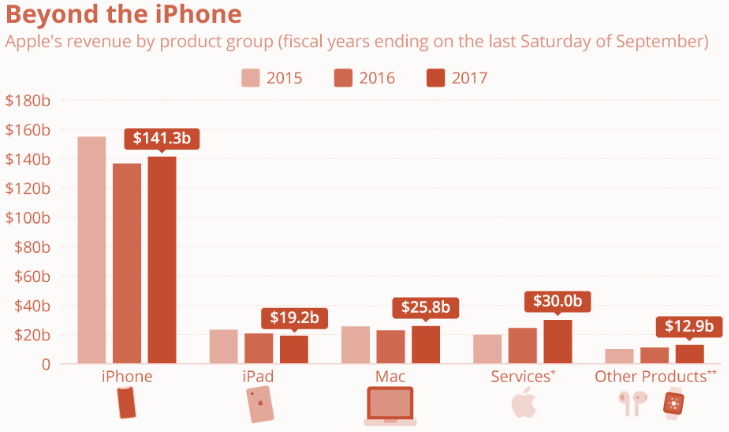 Beyond the iPhone
Apple's revenue by product group (fiscal years ending on the last Saturday of September)
2015 2016 2017
$180b
$160b
$140b
$120b
$100b
$80b
$60b
$40b
$20b
0
$141.3b
$19.2b
$25.8b
$30.0b
$12.9b
iPhone iPad Mac Services* Other Products**